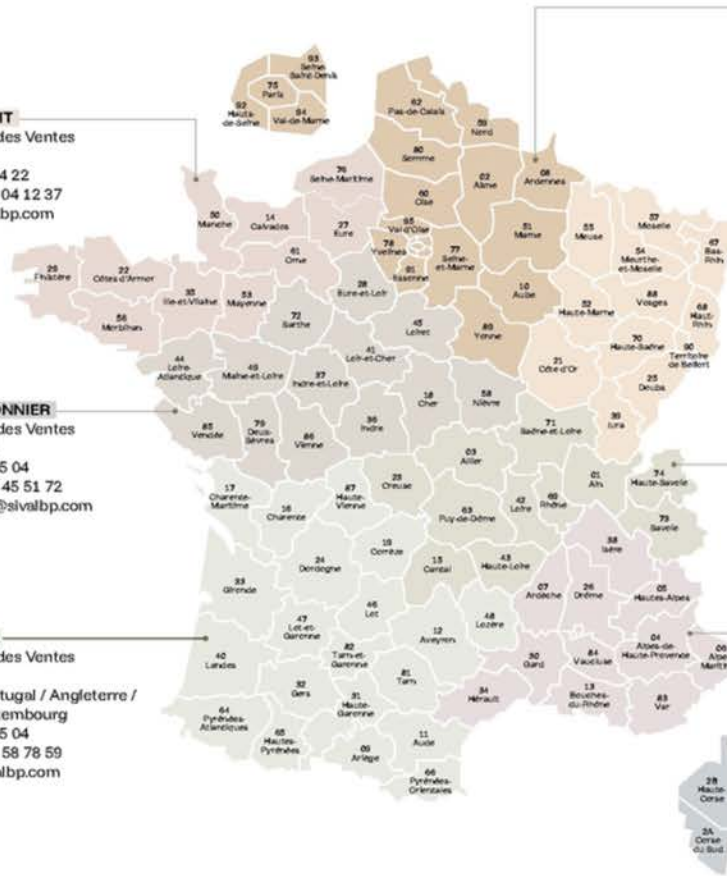 NT
des Ventes
4 22
04 12 37
lbp.com
ONNIER
des Ventes
5 04
45 51 72
@sivalbp.com
des Ventes
tugal / Angleterre /
embourg
5 04
58 78 59
albp.com
93
Seine-
Saint-Denis
75
Paris
92
Hauts-
de-Seine
94
Val-de-Marne
62
Pas-de-Calais
59
Nord
80
Somme
76
Seine-Maritime
02
Aisne
08
Ardennes
60
Oise
50
Manche
14
Calvados
27
Eure
95
Val d'Oise
78
Yvelines
91
Essonne
77
Seine-
et-Marne
51
Marne
55
Meuse
57
Moselle
54
Meurthe-
et-Moselle
67
Bas-
Rhin
61
Orne
29
Finistère
22
Côtes d'Armor
35
Ille-et-Vilaine
53
Mayenne
28
Eure-et-Loir
10
Aube
52
Haute-Marne
88
Vosges
68
Haut-
Rhin
56
Morbihan
72
Sarthe
45
Loiret
89
Yonne
70
Haute-Saône
90
Territoire
de Belfort
44
Loire-
Atlantique
49
Maine-et-Loire
37
Indre-et-Loire
41
Loir-et-Cher
21
Côte d'Or
25
Doubs
18
Cher
58
Nièvre
39
Jura
85
Vendée
79
Deux-
Sèvres
86
Vienne
36
Indre
71
Saône-et-Loire
03
Allier
01
Ain
74
Haute-Savoie
17
Charente-
Maritime
16
Charente
87
Haute-
Vienne
23
Creuse
63
Puy-de-Dôme
42
Loire
69
Rhône
73
Savoie
19
Corrèze
15
Cantal
43
Haute-Loire
38
Isère
24
Dordogne
33
Gironde
07
Ardèche
26
Drôme
05
Hautes-Alpes
46
Lot
47
Lot-et-
Garonne
12
Aveyron
48
Lozère
40
Landes
82
Tarn-et-
Garonne
81
Tarn
30
Gard
84
Vaucluse
04
Alpes-de-
Haute-Provence
06
Alpe
Mariti
32
Gers
31
Haute-
Garonne
34
Hérault
13
Bouches-
du-Rhône
83
Var
64
Pyrénées-
Atlantiques
65
Hautes-
Pyrénées
09
Ariège
11
Aude
66
Pyrénées-
Orientales
2B
Haute-
Corse
2A
Corse
du Sud